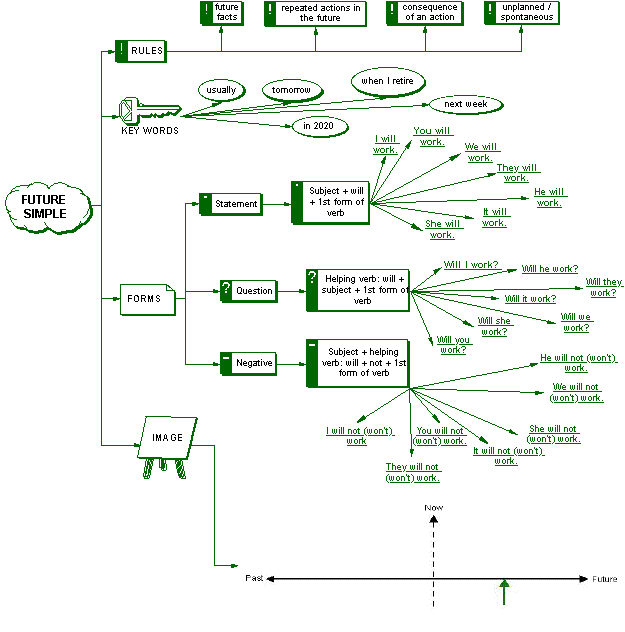 ! future
facts
! repeated actions in
the future
! consequence
of an action
! unplanned /
spontaneous
! RULES
usually
tomorrow
when I retire
next week
in 2020
KEY WORDS
FUTURE
SIMPLE
Statement
Subject + will
+ 1st form of
verb
I will
work.
You will
work.
We will
work.
They will
work.
He will
work.
It will
work.
She will
work.
FORMS
? Question
? Helping verb: will +
subject + 1st form of
verb
Will I work?
Will he work?
Will they
work?
Will it work?
Will we
work?
Will she
work?
Will you
work?
- Negative
- Subject + helping
verb: will + not + 1st
form of verb
He will not (won't)
work.
We will not
(won't) work.
She will not
(won't) work.
It will not (won't)
work.
You will not
(won't) work.
They will not
(won't) work.
I will not (won't)
work
IMAGE
Now
Past
Future